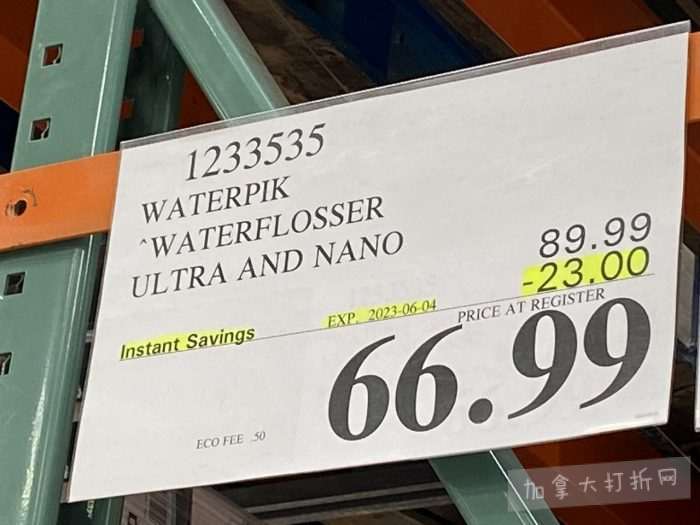 1233535
WATERPIK
^WATERFLOSSER
ULTRA AND NANO
89.99
-23.00
Instant Savings
EXP. 2023-06-04
PRICE AT REGISTER
66.99
ECO FEE .50
加拿大打折网